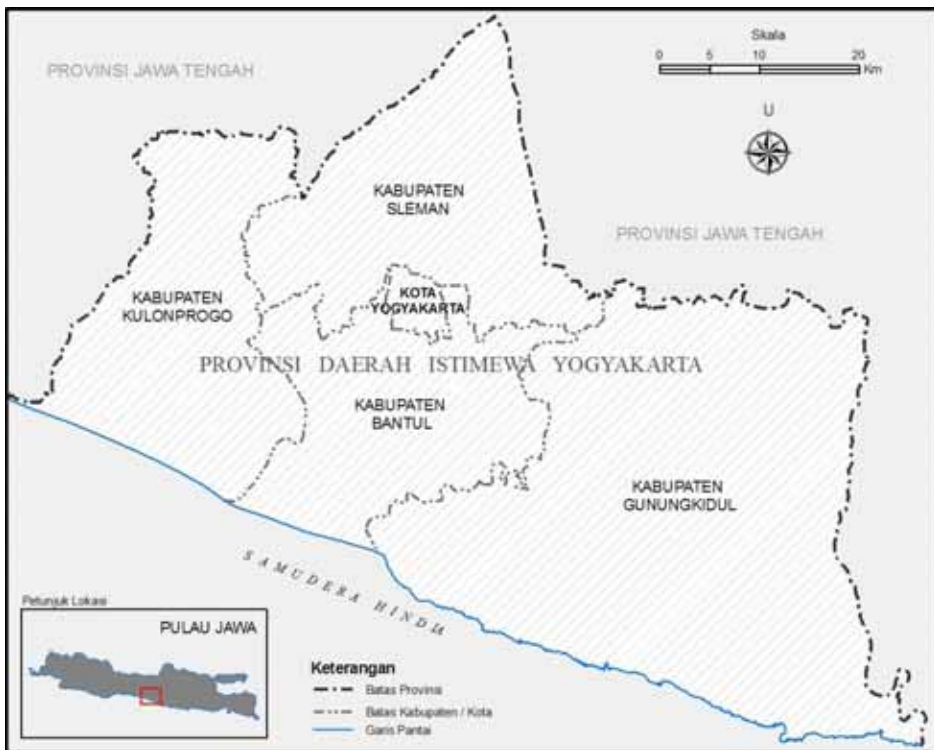 Skala
0 5 10 20
Km
U
PROVINSI JAWA TENGAH
KABUPATEN
SLEMAN
PROVINSI JAWA TENGAH
KABUPATEN
KULONPROGO
KOTA
YOGYAKARTA
PROVINSI DAERAH ISTIMEWA YOGYAKARTA
KABUPATEN
BANTUL
KABUPATEN
GUNUNGKIDUL
SAMUDERA HINDIA
Petunjuk Lokasi
PULAU JAWA
Keterangan
Batas Provinsi
Batas Kabupaten / Kota
Garis Pantai